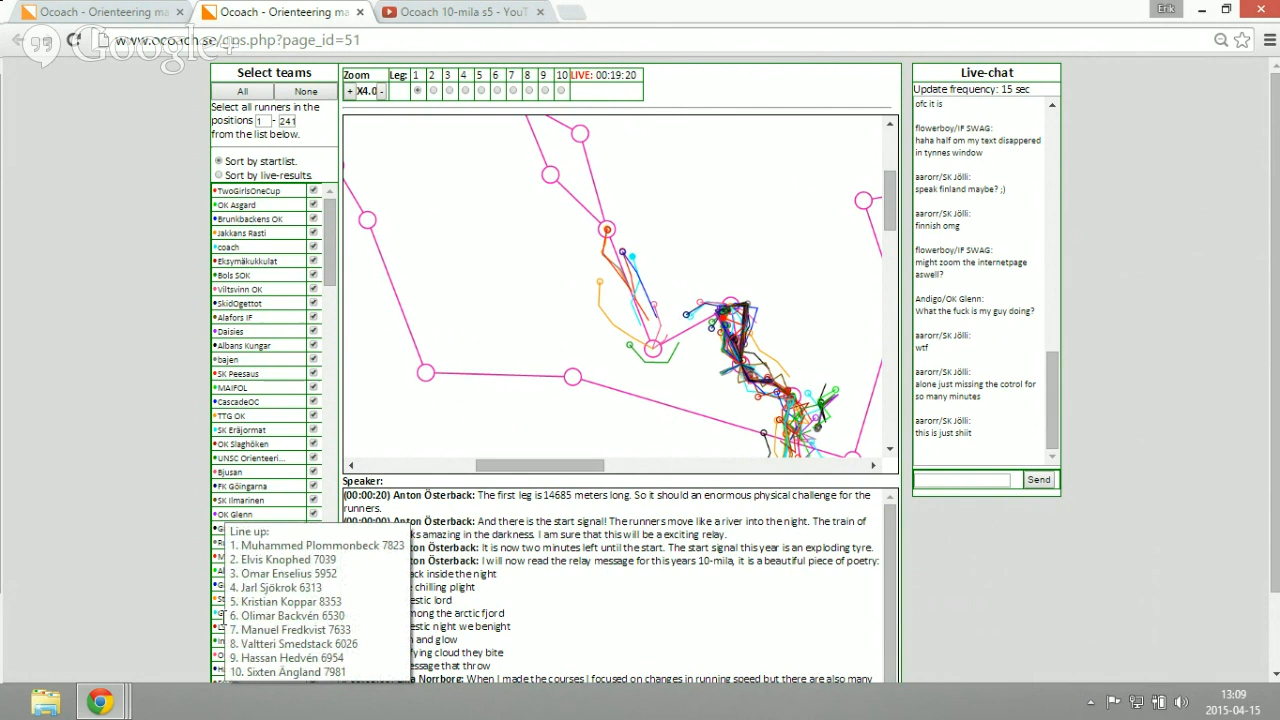 Ocoach - Orienteering ma ×
Ocoach - Orienteering ma ×
Ocoach 10-mila s5 - YouT ×
Erik
www.ocoach.se/gps.php?page_id=51
Google+
Select teams
All None
Select all runners in the
positions 1 - 241
from the list below.
Sort by startlist.
Sort by live-results.
TwoGirlsOneCup
OK Asgard
Brunkbackens OK
Jakkans Rasti
coach
Eksymäkukkulat
Bols SOK
Viltsvinn OK
SkidOgettot
Alafors IF
Daisies
Albans Kungar
bajen
SK Peesaus
MAIFOL
CascadeOC
TTG OK
SK Eräjormat
OK Slaghöken
UNSC Orienteeri...
Bjusan
FK Göingarna
SK Ilmarinen
OK Glenn
Line up:
1. Muhammed Plommonbeck 7823
2. Elvis Knophed 7039
3. Omar Enselius 5952
4. Jarl Sjökrok 6313
5. Kristian Koppar 8353
6. Olimar Backvén 6530
7. Manuel Fredkvist 7633
8. Valtteri Smedstack 6026
9. Hassan Hedvén 6954
10. Sixten Ängland 7981
Zoom Leg: 1 2 3 4 5 6 7 8 9 10 LIVE: 00:19:20
+ X4.0 -
Speaker:
(00:00:20) Anton Österback: The first leg is14685 meters long. So it should an enormous physical challenge for the
runners.
(00:00:00) Anton Österback: And there is the start signal! The runners move like a river into the night. The train of
ks amazing in the darkness. I am sure that this will be a exciting relay.
Österback: It is now two minutes left until the start. The start signal this year is an exploding tyre.
Österback: I will now read the relay message for this years 10-mila, it is a beautiful piece of poetry:
ck inside the night
e chilling plight
estic lord
mong the arctic fjord
estic night we benight
n and glow
fying cloud they bite
essage that throw
a Norrborg: When I made the courses I focused on changes in running speed but there are also many
Live-chat
Update frequency: 15 sec
ofc it is
flowerboy/IF SWAG:
haha half om my text disappered
in tynnes window
aarorr/SK Jölli:
speak finland maybe? ;)
aarorr/SK Jölli:
finnish omg
flowerboy/IF SWAG:
might zoom the internetpage
aswell?
Andigo/OK Glenn:
What the fuck is my guy doing?
aarorr/SK Jölli:
wtf
aarorr/SK Jölli:
alone just missing the cotrol for
so many minutes
aarorr/SK Jölli:
this is just shiit
Send
13:09
2015-04-15